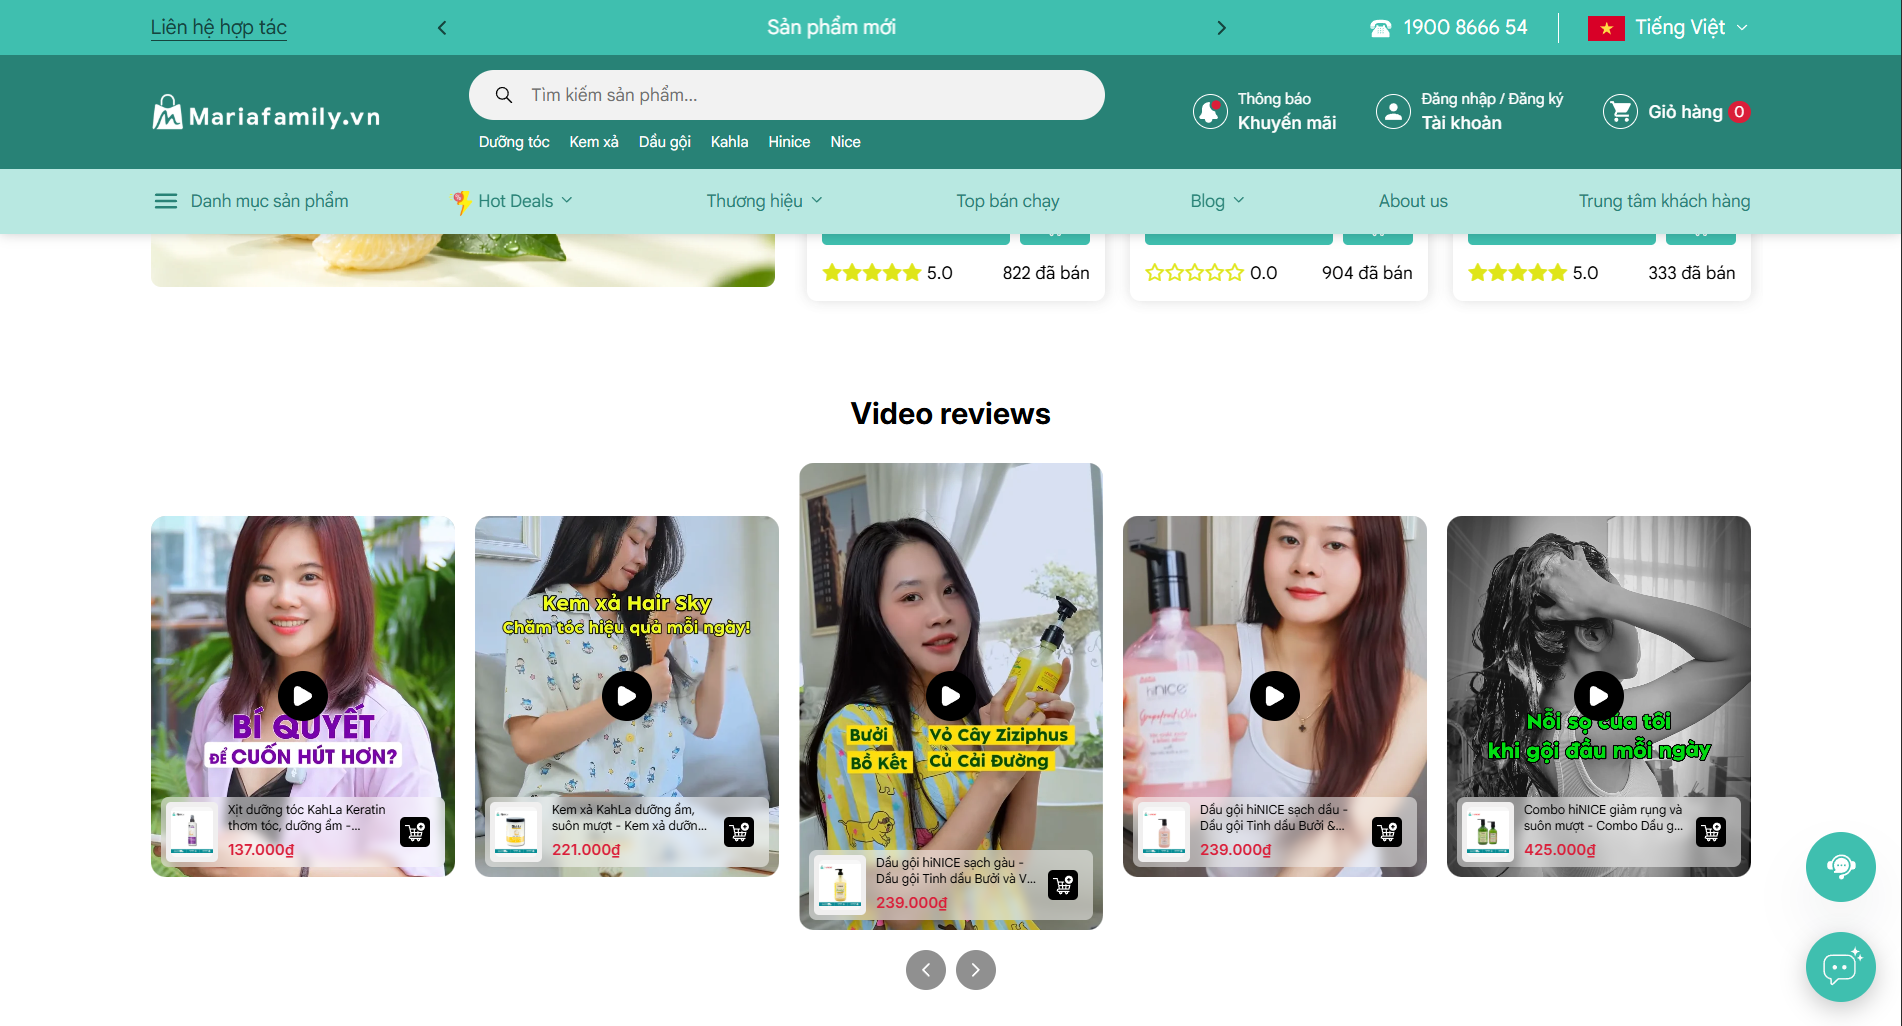 Liên hệ hợp tác
Sản phẩm mới
1900 8666 54
Tiếng Việt
Mariafamily.vn
Tìm kiếm sản phẩm...
Dưỡng tóc Kem xả Dầu gội Kahla Hinice Nice
Thông báo
Khuyến mãi
Đăng nhập / Đăng ký
Tài khoản
Giỏ hàng 0
Danh mục sản phẩm
Hot Deals
Thương hiệu
Top bán chạy
Blog
About us
Trung tâm khách hàng
5.0 822 đã bán
0.0 904 đã bán
5.0 333 đã bán
Video reviews
BÍ QUYẾT
ĐỂ CUỐN HÚT HƠN?
Xịt dưỡng tóc KahLa Keratin
thơm tóc, dưỡng ẩm -...
137.000₫
Kem xả Hair Sky
Chăm tóc hiệu quả mỗi ngày!
Kem xả KahLa dưỡng ẩm,
suôn mượt - Kem xả dưỡn...
221.000₫
Bưởi Vỏ Cây Ziziphus
Bồ Kết Củ Cải Đường
Dầu gội hiNICE sạch gàu -
Dầu gội Tinh dầu Bưởi và V...
239.000₫
hiNICE
Dầu gội hiNICE sạch dầu -
Dầu gội Tinh dầu Bưởi &...
239.000₫
Nỗi sợ của tôi
khi gội đầu mỗi ngày
Combo hiNICE giảm rụng và
suôn mượt - Combo Dầu g...
425.000₫